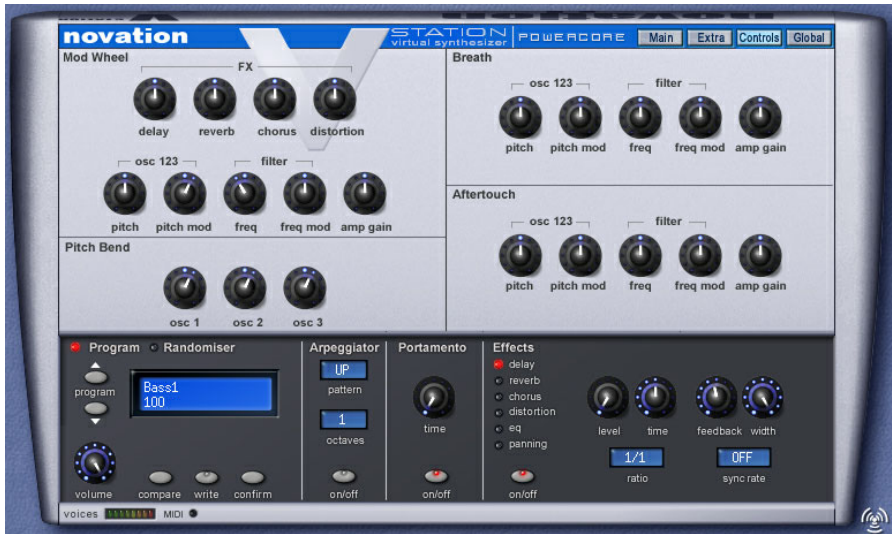 novation
STATION
virtual synthesizer
POWERCORE
Main
Extra
Controls
Global
Mod Wheel
FX
delay
reverb
chorus
distortion
osc 123
filter
pitch
pitch mod
freq
freq mod
amp gain
Pitch Bend
osc 1
osc 2
osc 3
Breath
osc 123
filter
pitch
pitch mod
freq
freq mod
amp gain
Aftertouch
osc 123
filter
pitch
pitch mod
freq
freq mod
amp gain
Program
Randomiser
program
Bass1
100
volume
compare
write
confirm
Arpeggiator
UP
pattern
1
octaves
on/off
Portamento
time
on/off
Effects
delay
reverb
chorus
distortion
eq
panning
on/off
level
time
feedback
width
1/1
ratio
OFF
sync rate
voices
MIDI